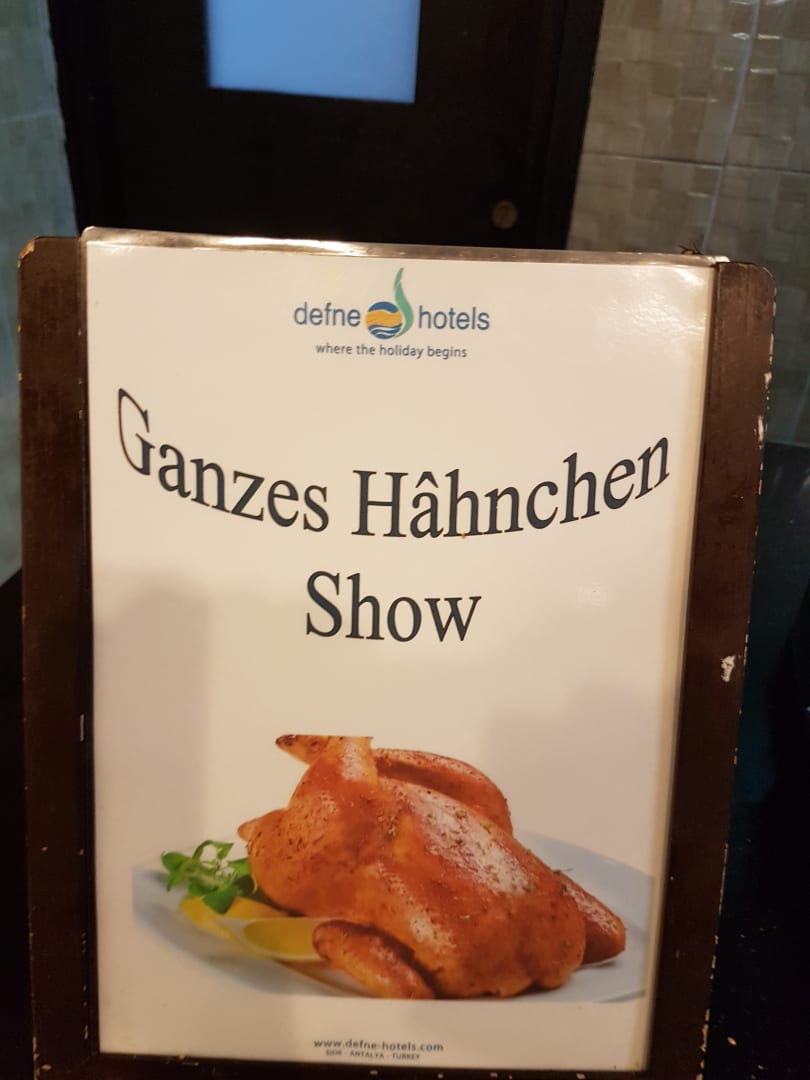 defne hotels
where the holiday begins
Ganzes Hâhnchen
Show
www.defne-hotels.com
SIDE - ANTALYA - TURKEY